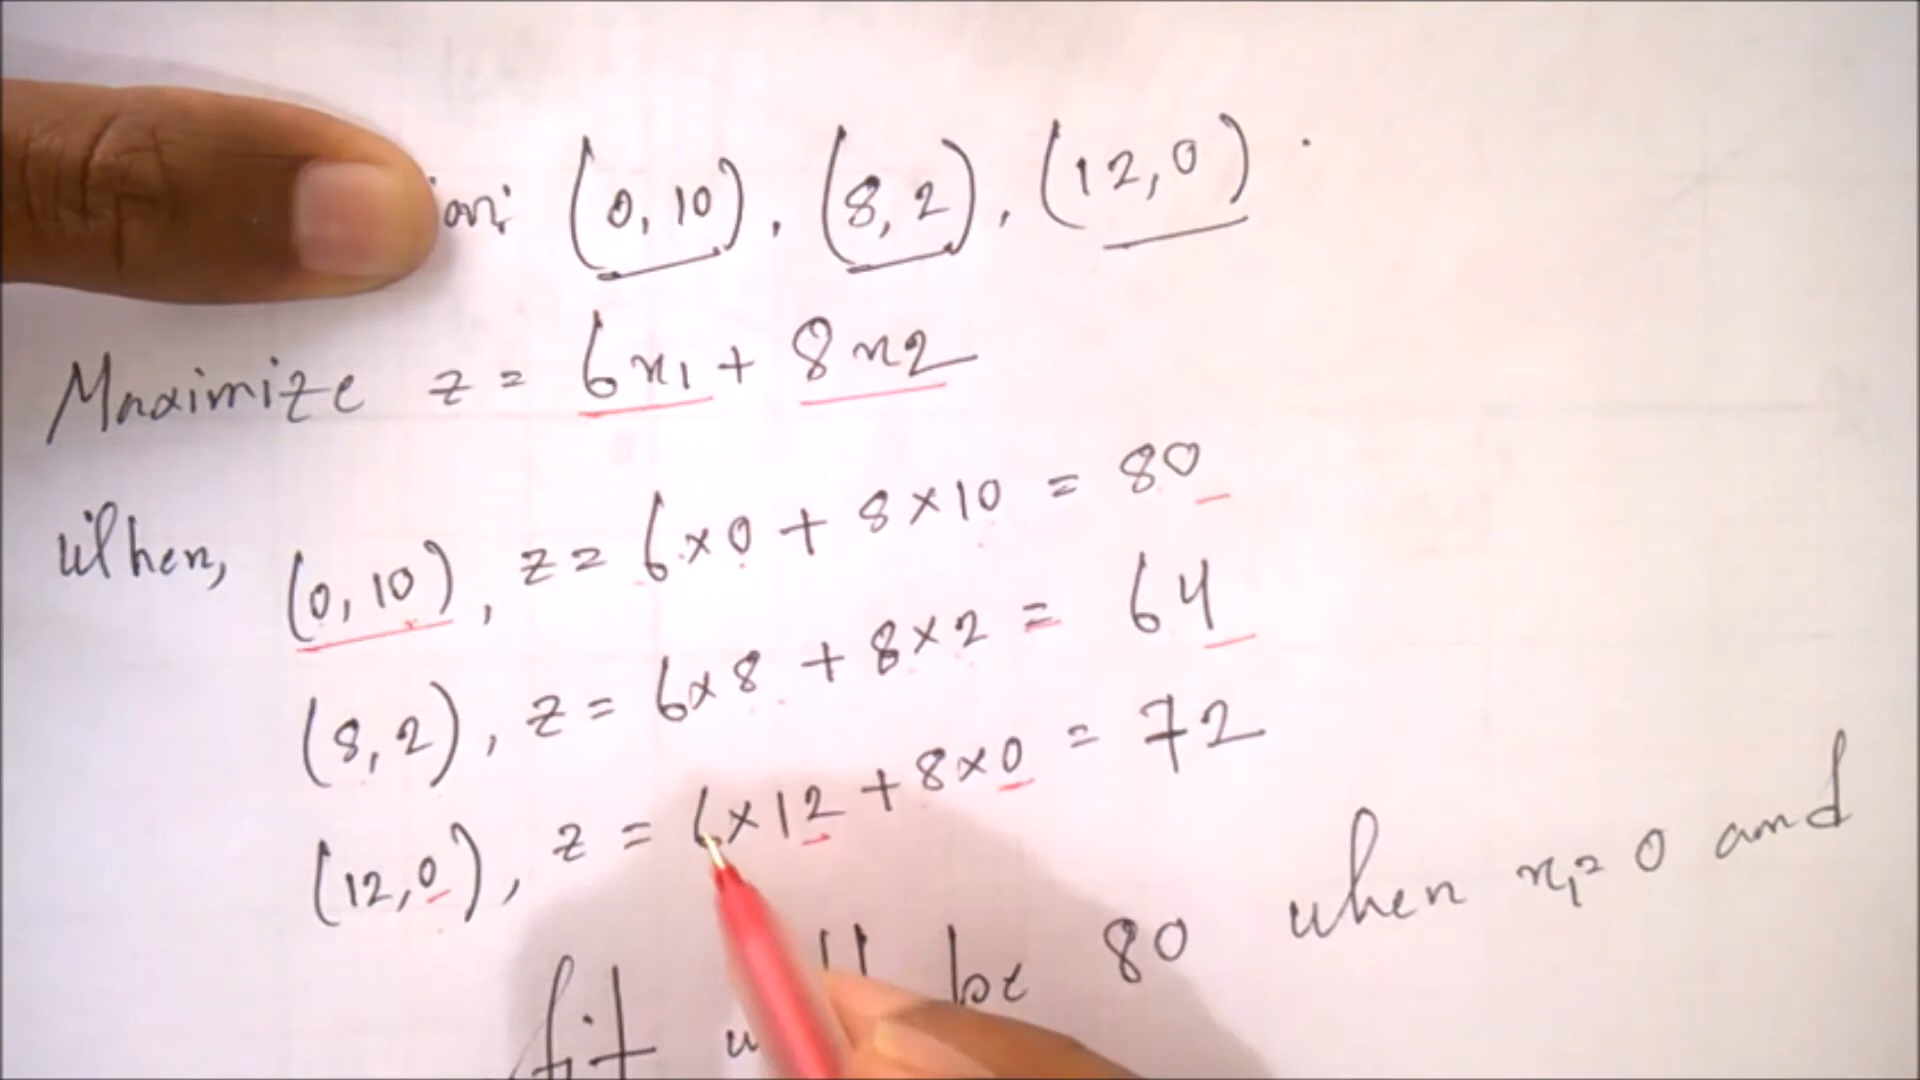 (0, 10), (8, 2), (12, 0).
Maximize z = 6x1 + 8x2
When, (0, 10), z = 6×0 + 8×10 = 80
(8, 2), z = 6×8 + 8×2 = 64
(12, 0), z = 6×12 + 8×0 = 72
be 80 when x1 = 0 and